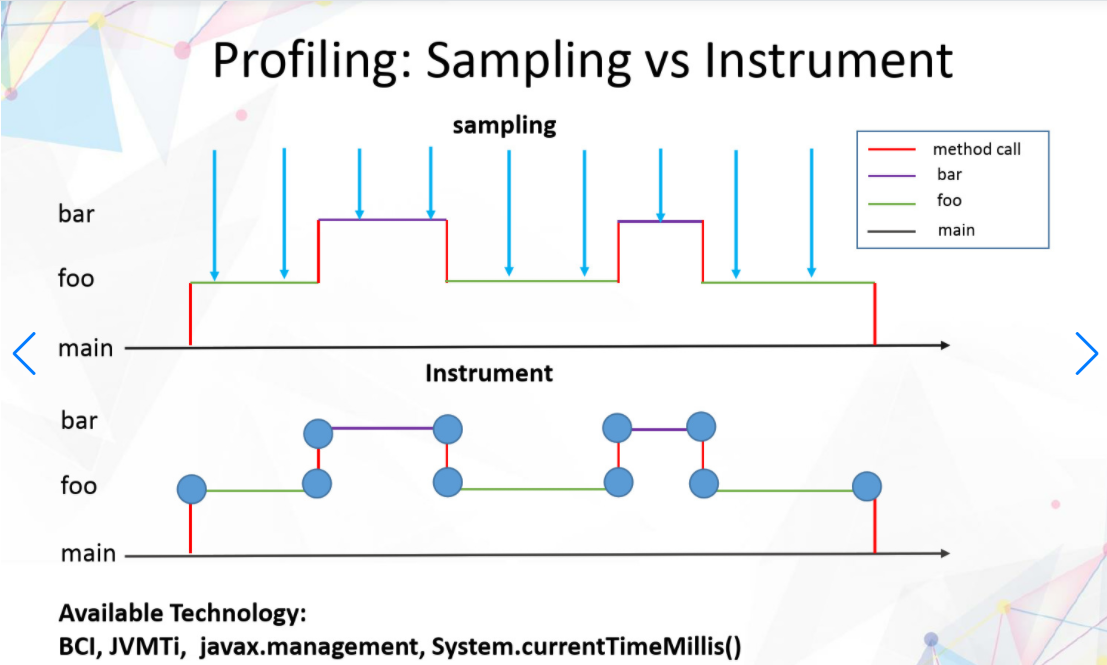 Profiling: Sampling vs Instrument
sampling
method call
bar
foo
main
bar
foo
main
Instrument
bar
foo
main
Available Technology:
BCI, JVMTi, javax.management, System.currentTimeMillis()